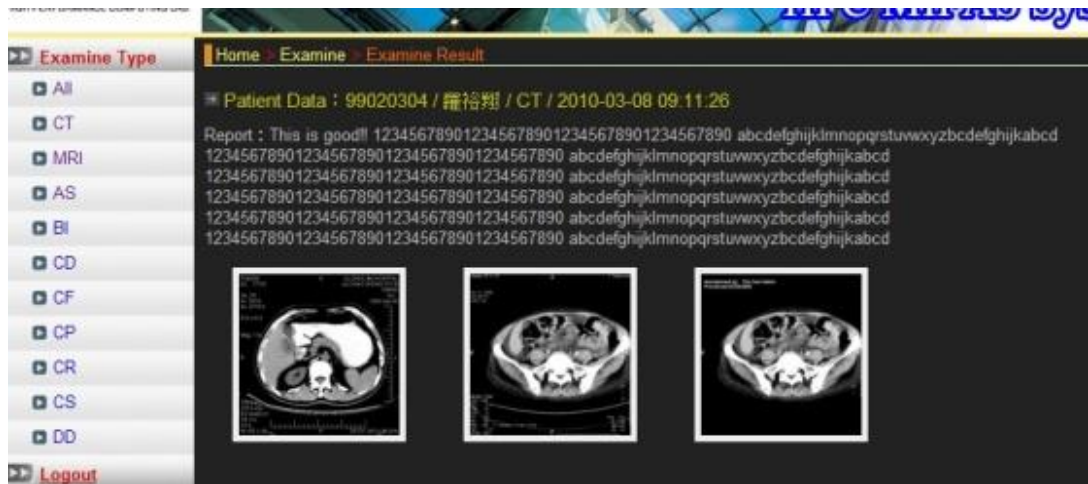 Examine Type
All
CT
MRI
AS
BI
CD
CF
CP
CR
CS
DD
Logout
Home > Examine > Examine Result
Patient Data：99020304 / 羅裕翔 / CT / 2010-03-08 09:11:26
Report：This is good!! 1234567890123456789012345678901234567890 abcdefghijklmnopqrstuvwxyzbcdefghijkabcd
1234567890123456789012345678901234567890 abcdefghijklmnopqrstuvwxyzbcdefghijkabcd
1234567890123456789012345678901234567890 abcdefghijklmnopqrstuvwxyzbcdefghijkabcd
1234567890123456789012345678901234567890 abcdefghijklmnopqrstuvwxyzbcdefghijkabcd
1234567890123456789012345678901234567890 abcdefghijklmnopqrstuvwxyzbcdefghijkabcd
1234567890123456789012345678901234567890 abcdefghijklmnopqrstuvwxyzbcdefghijkabcd